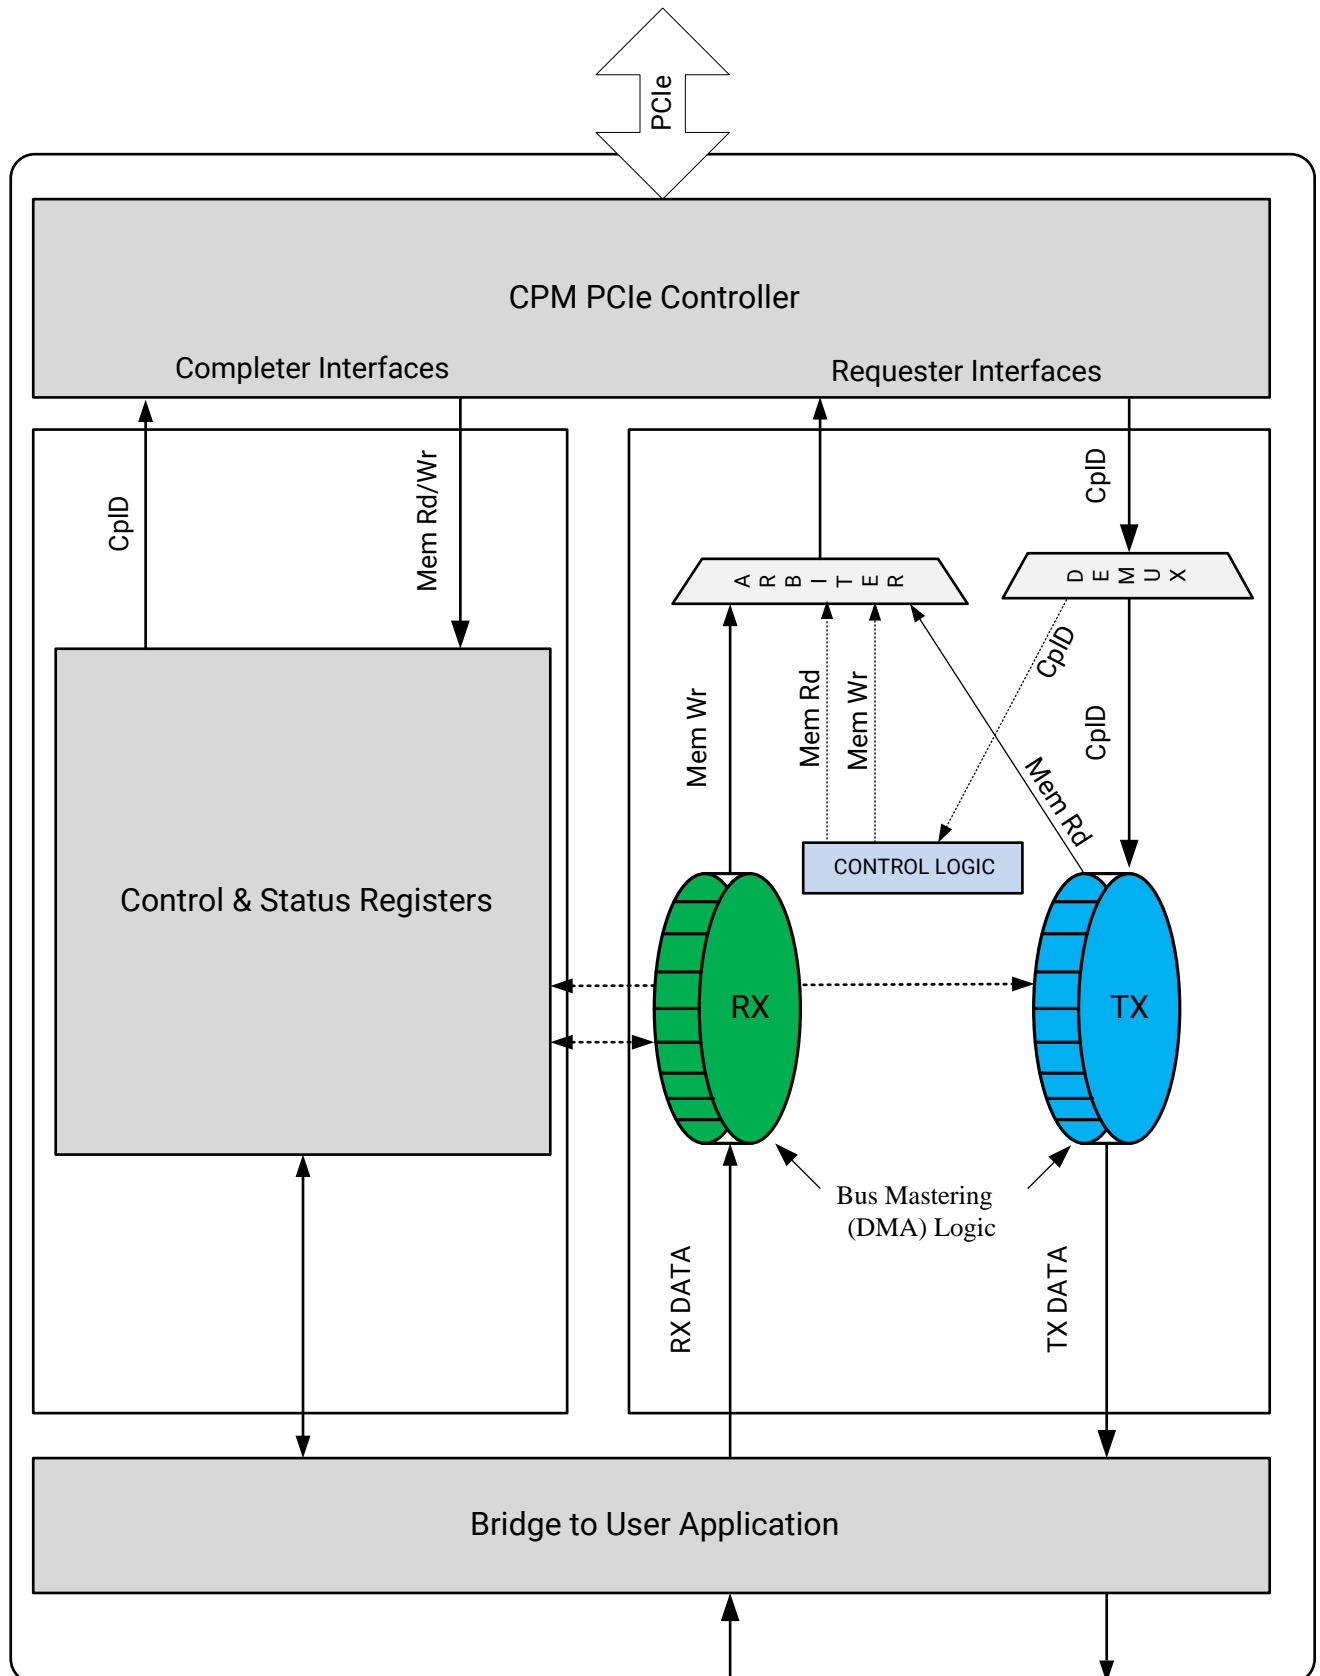 PCIe
CPM PCIe Controller
Completer Interfaces
Requester Interfaces
CplD
Mem Rd/Wr
CplD
ARBITER
DEMUX
Mem Wr
Mem Rd
Mem Wr
CplD
Mem Rd
CplD
CONTROL LOGIC
Control & Status Registers
RX
TX
Bus Mastering
(DMA) Logic
RX DATA
TX DATA
Bridge to User Application